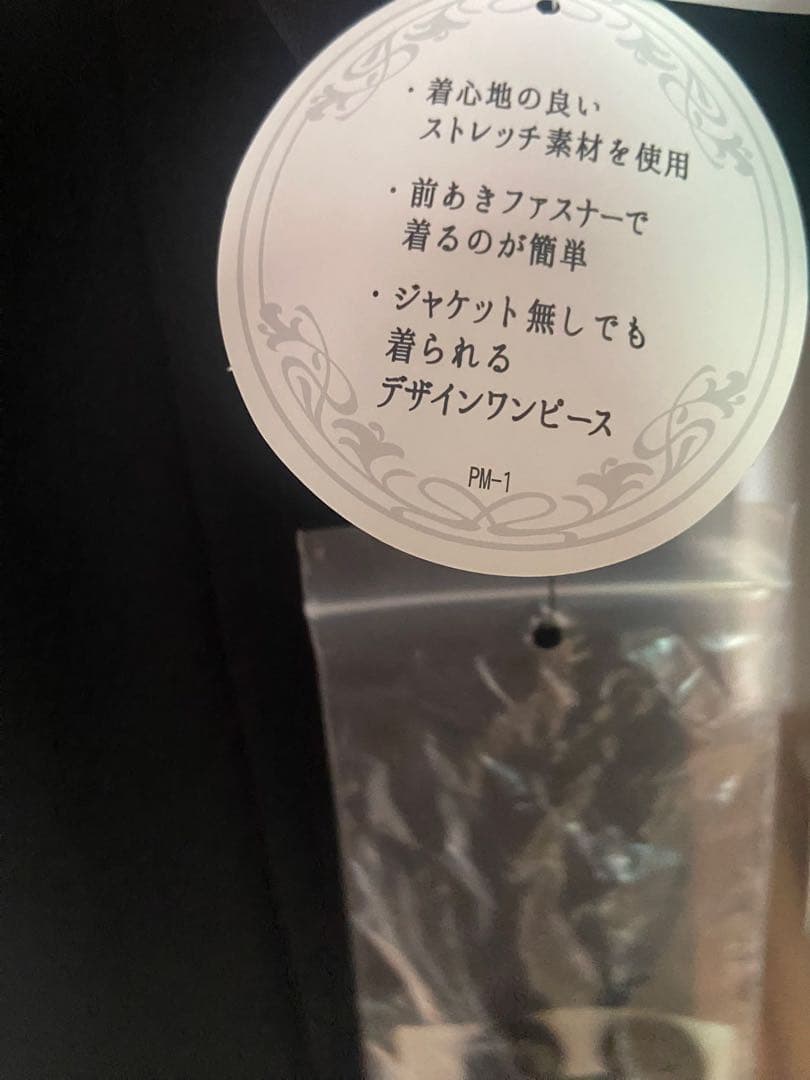 ・着心地の良い
ストレッチ素材を使用
・前あきファスナーで
着るのが簡単
・ジャケット無しでも
着られる
デザインワンピース
PM-1